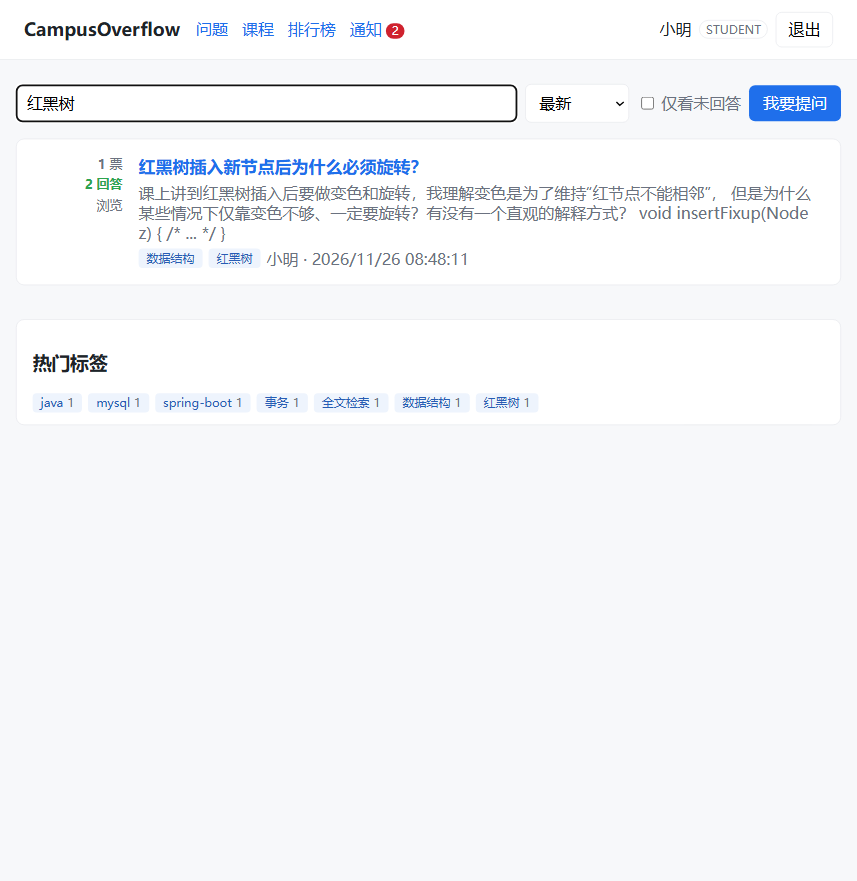 CampusOverflow 问题 课程 排行榜 通知 2 小明 STUDENT 退出
红黑树 最新 仅看未回答 我要提问
1 票
2 回答
浏览
红黑树插入新节点后为什么必须旋转?
课上讲到红黑树插入后要做变色和旋转，我理解变色是为了维持“红节点不能相邻”， 但是为什么
某些情况下仅靠变色不够、一定要旋转？有没有一个直观的解释方式？ void insertFixup(Node
z) { /* ... */ }
数据结构 红黑树 小明 · 2026/11/26 08:48:11
热门标签
java 1 mysql 1 spring-boot 1 事务 1 全文检索 1 数据结构 1 红黑树 1